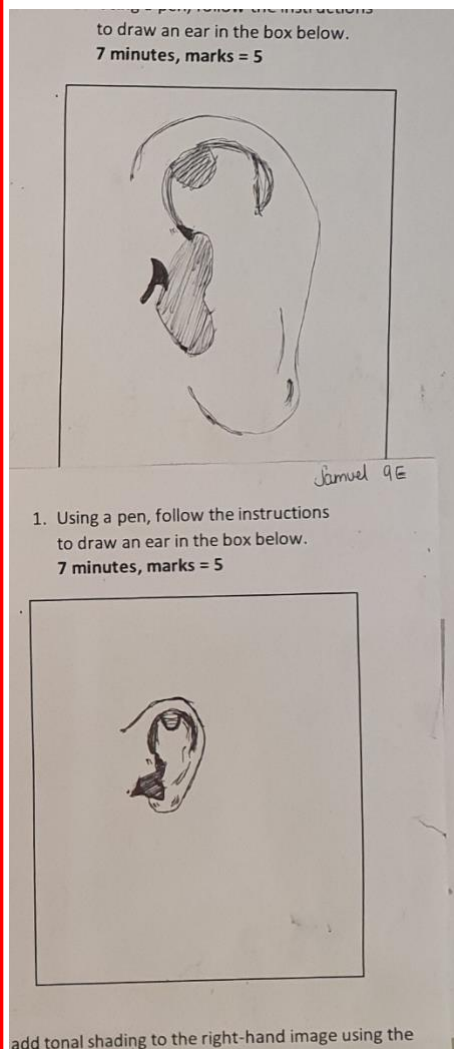 to draw an ear in the box below.
7 minutes, marks = 5
Samuel 9E
1. Using a pen, follow the instructions
to draw an ear in the box below.
7 minutes, marks = 5
add tonal shading to the right-hand image using the